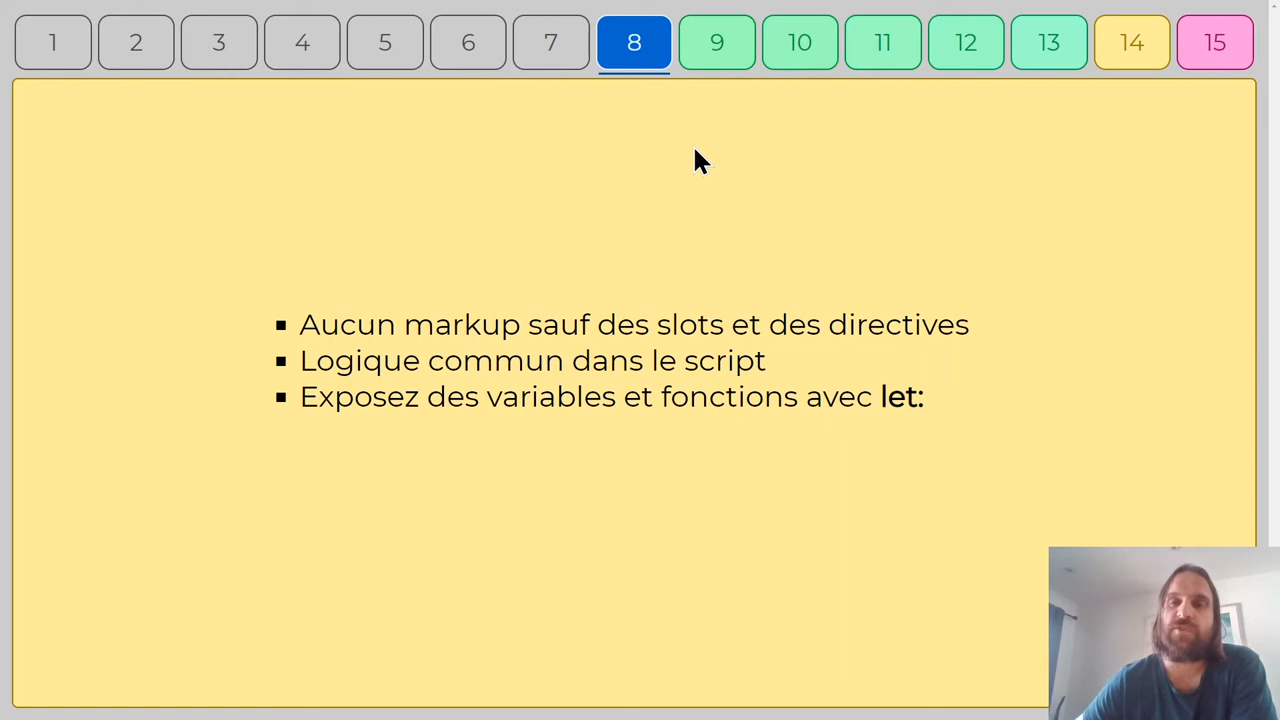 1 2 3 4 5 6 7 8 9 10 11 12 13 14 15
Aucun markup sauf des slots et des directives
Logique commun dans le script
Exposez des variables et fonctions avec let: